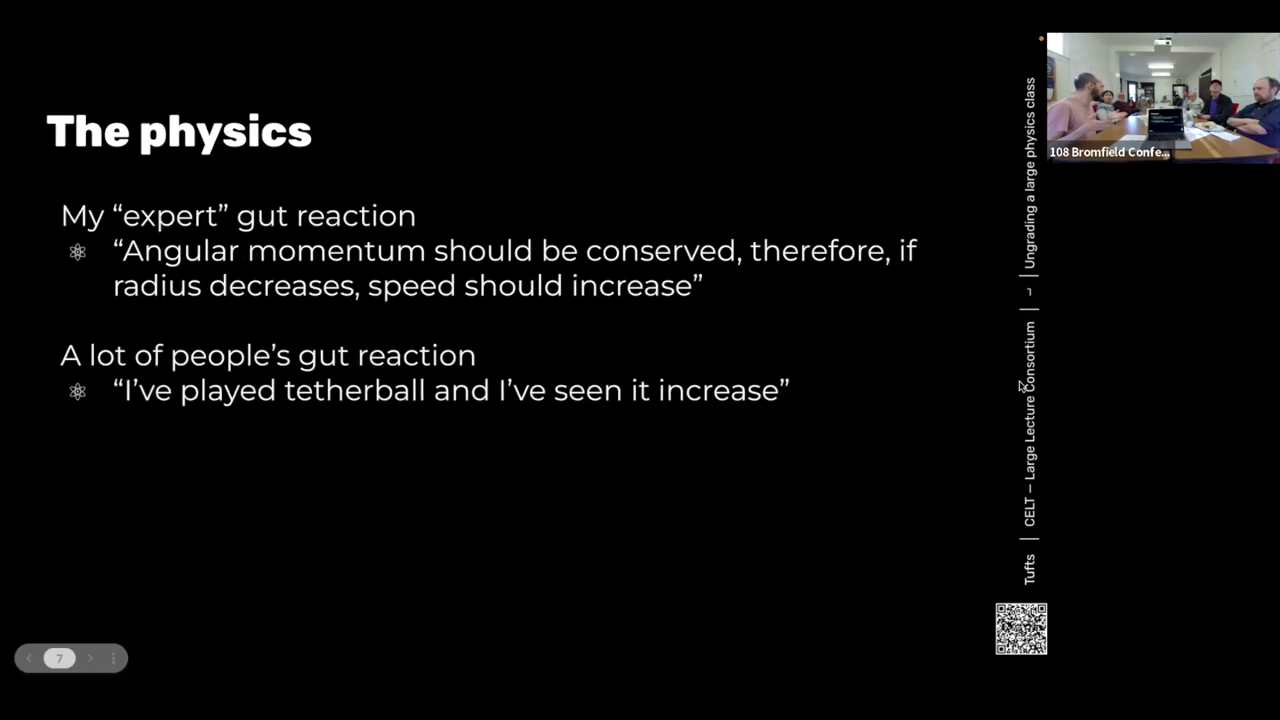 The physics
My “expert” gut reaction
“Angular momentum should be conserved, therefore, if
radius decreases, speed should increase”
A lot of people’s gut reaction
“I’ve played tetherball and I’ve seen it increase”
Tufts | CELT – Large Lecture Consortium | 7 | Ungrading a large physics class
108 Bromfield Confe...
7